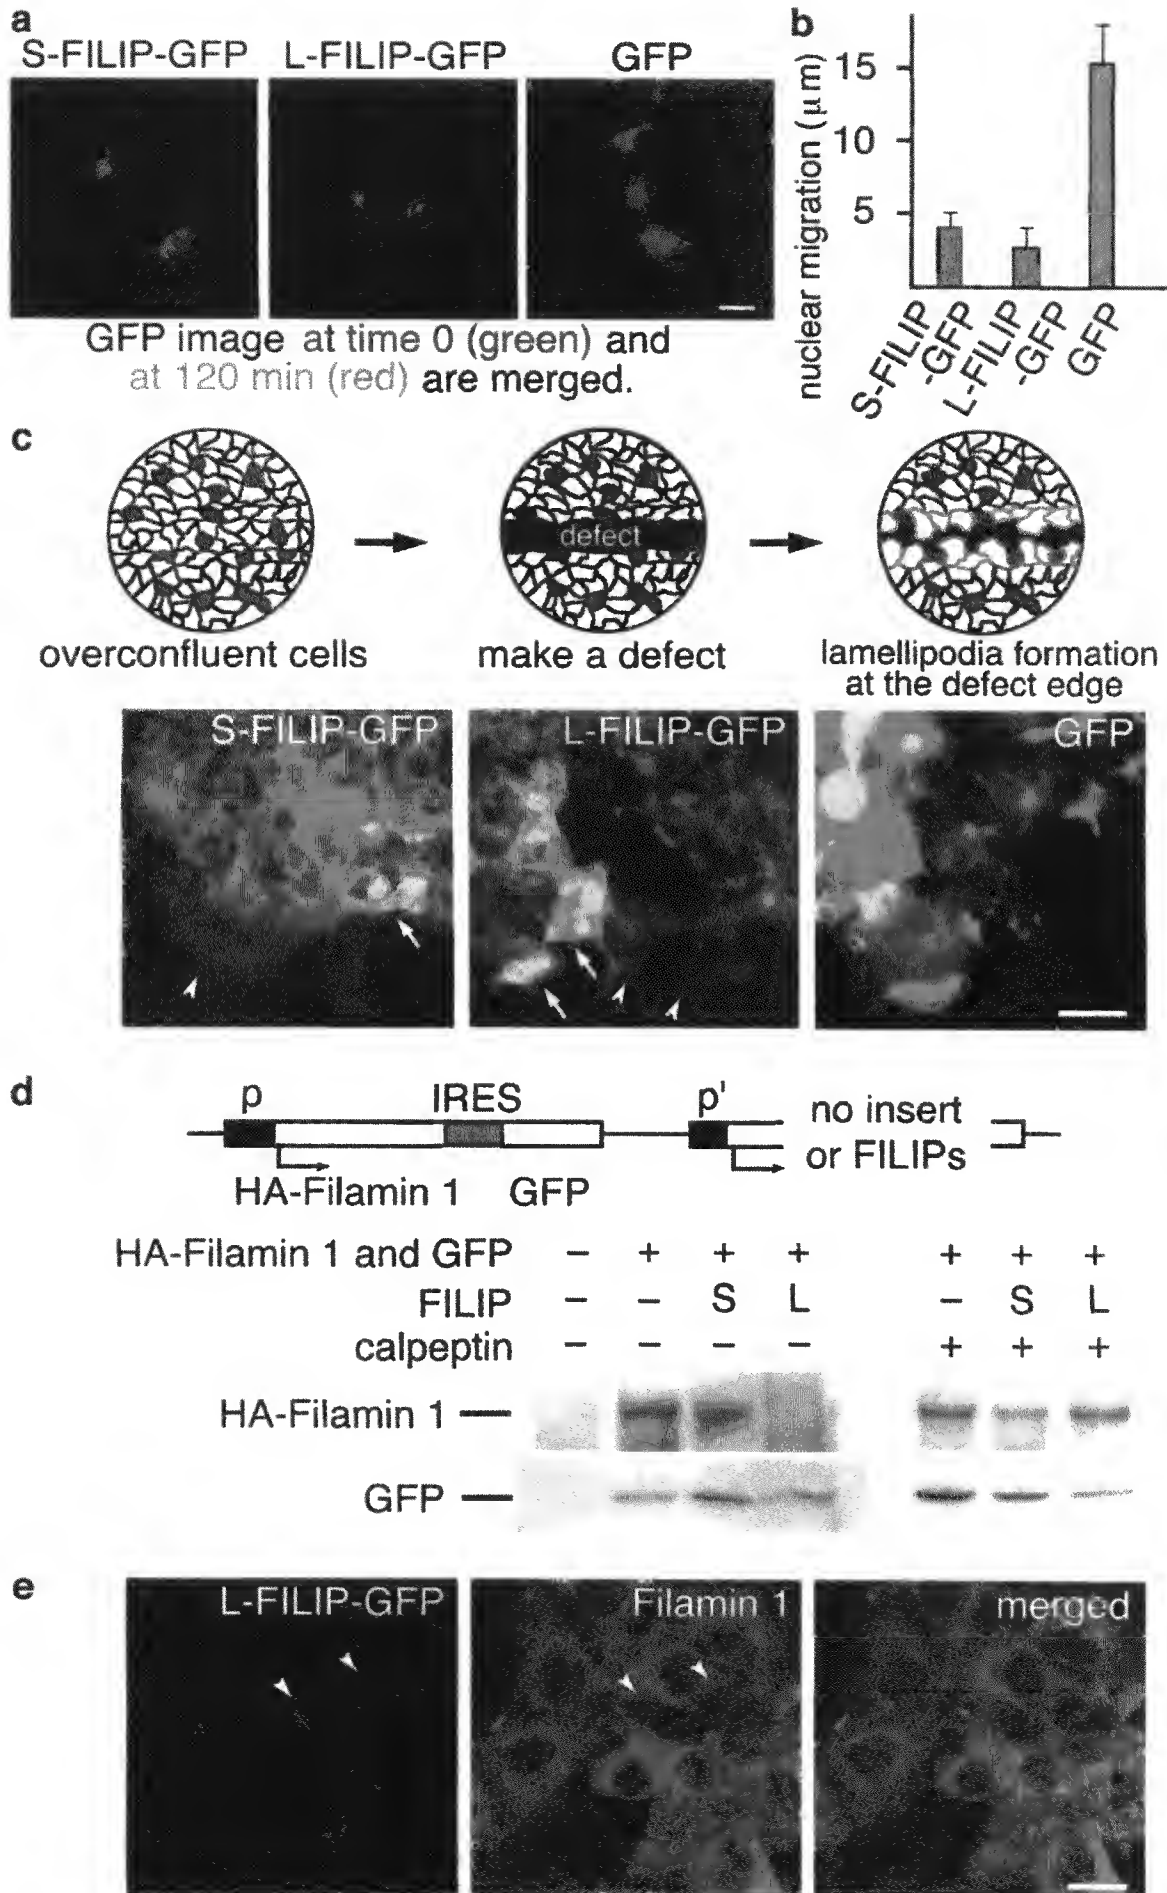 a
S-FILIP-GFP L-FILIP-GFP GFP
GFP image at time 0 (green) and
at 120 min (red) are merged.
b
nuclear migration (μm)
15
10
5
S-FILIP
-GFP
L-FILIP
-GFP
GFP
c
defect
overconfluent cells
make a defect
lamellipodia formation
at the defect edge
S-FILIP-GFP
L-FILIP-GFP
GFP
d
p IRES p'
no insert
or FILIPs
HA-Filamin 1 GFP
HA-Filamin 1 and GFP − + + + + + +
FILIP − − S L − S L
calpeptin − − − − + + +
HA-Filamin 1
GFP
e
L-FILIP-GFP
Filamin 1
merged